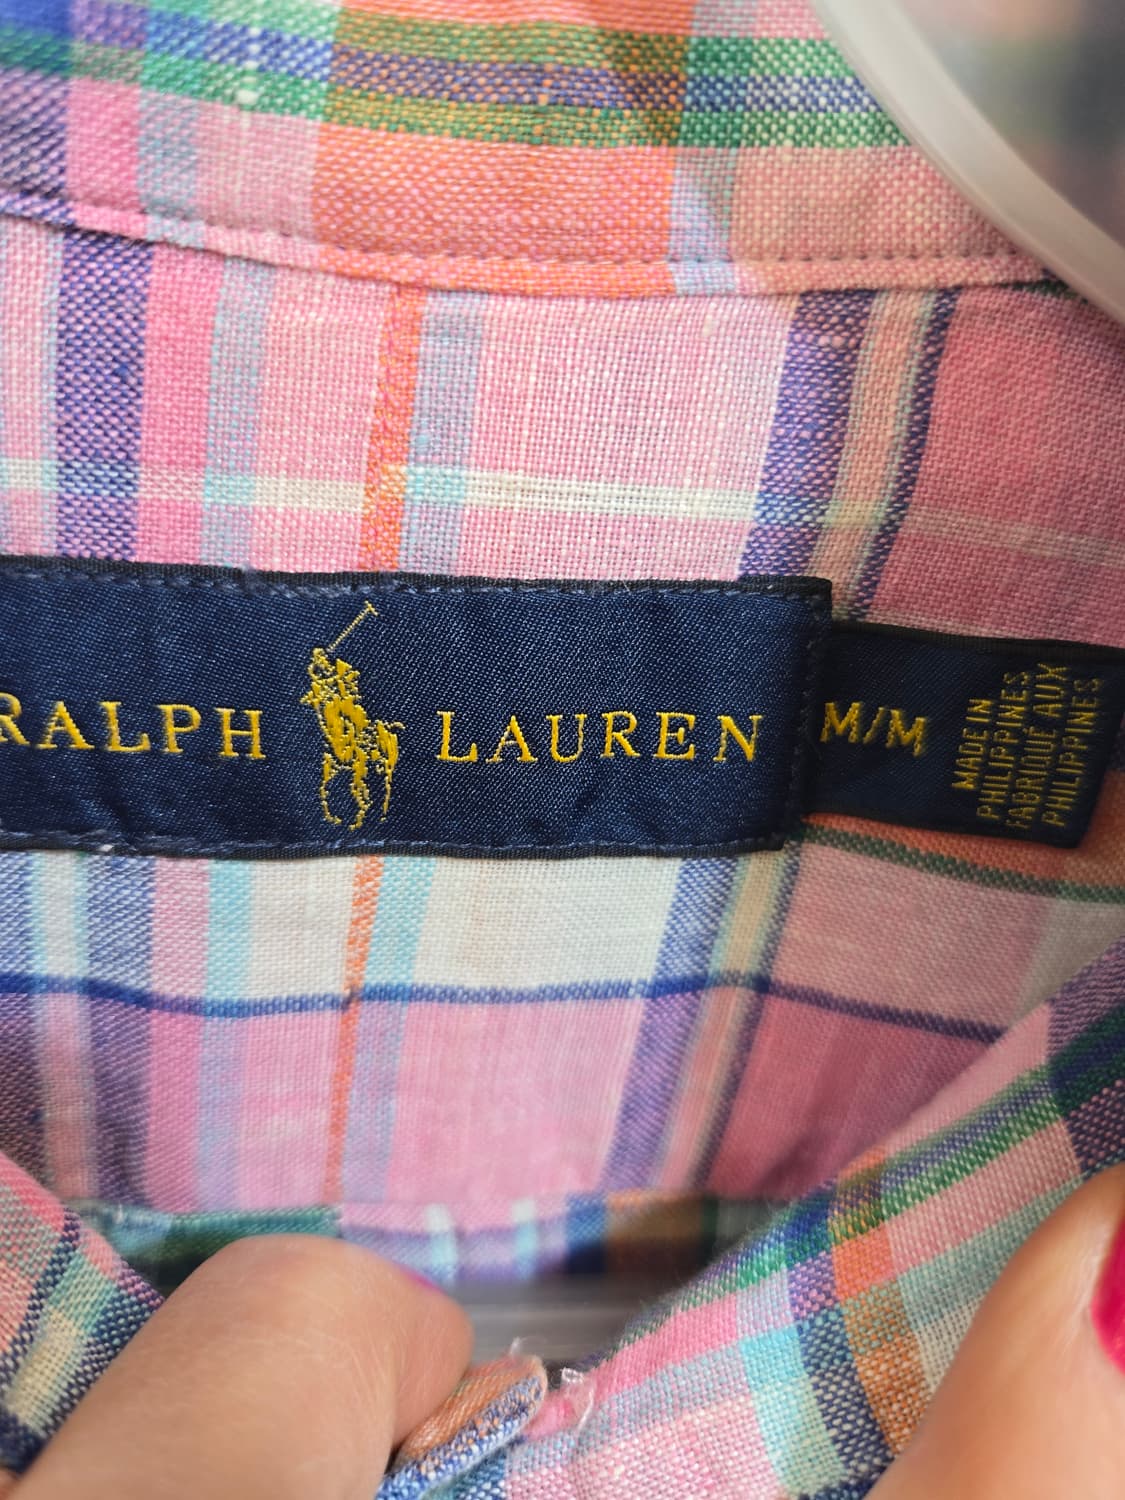 RALPH LAUREN
M/M
MADE IN
PHILIPPINES
FABRIQUÉ AUX
PHILIPPINES